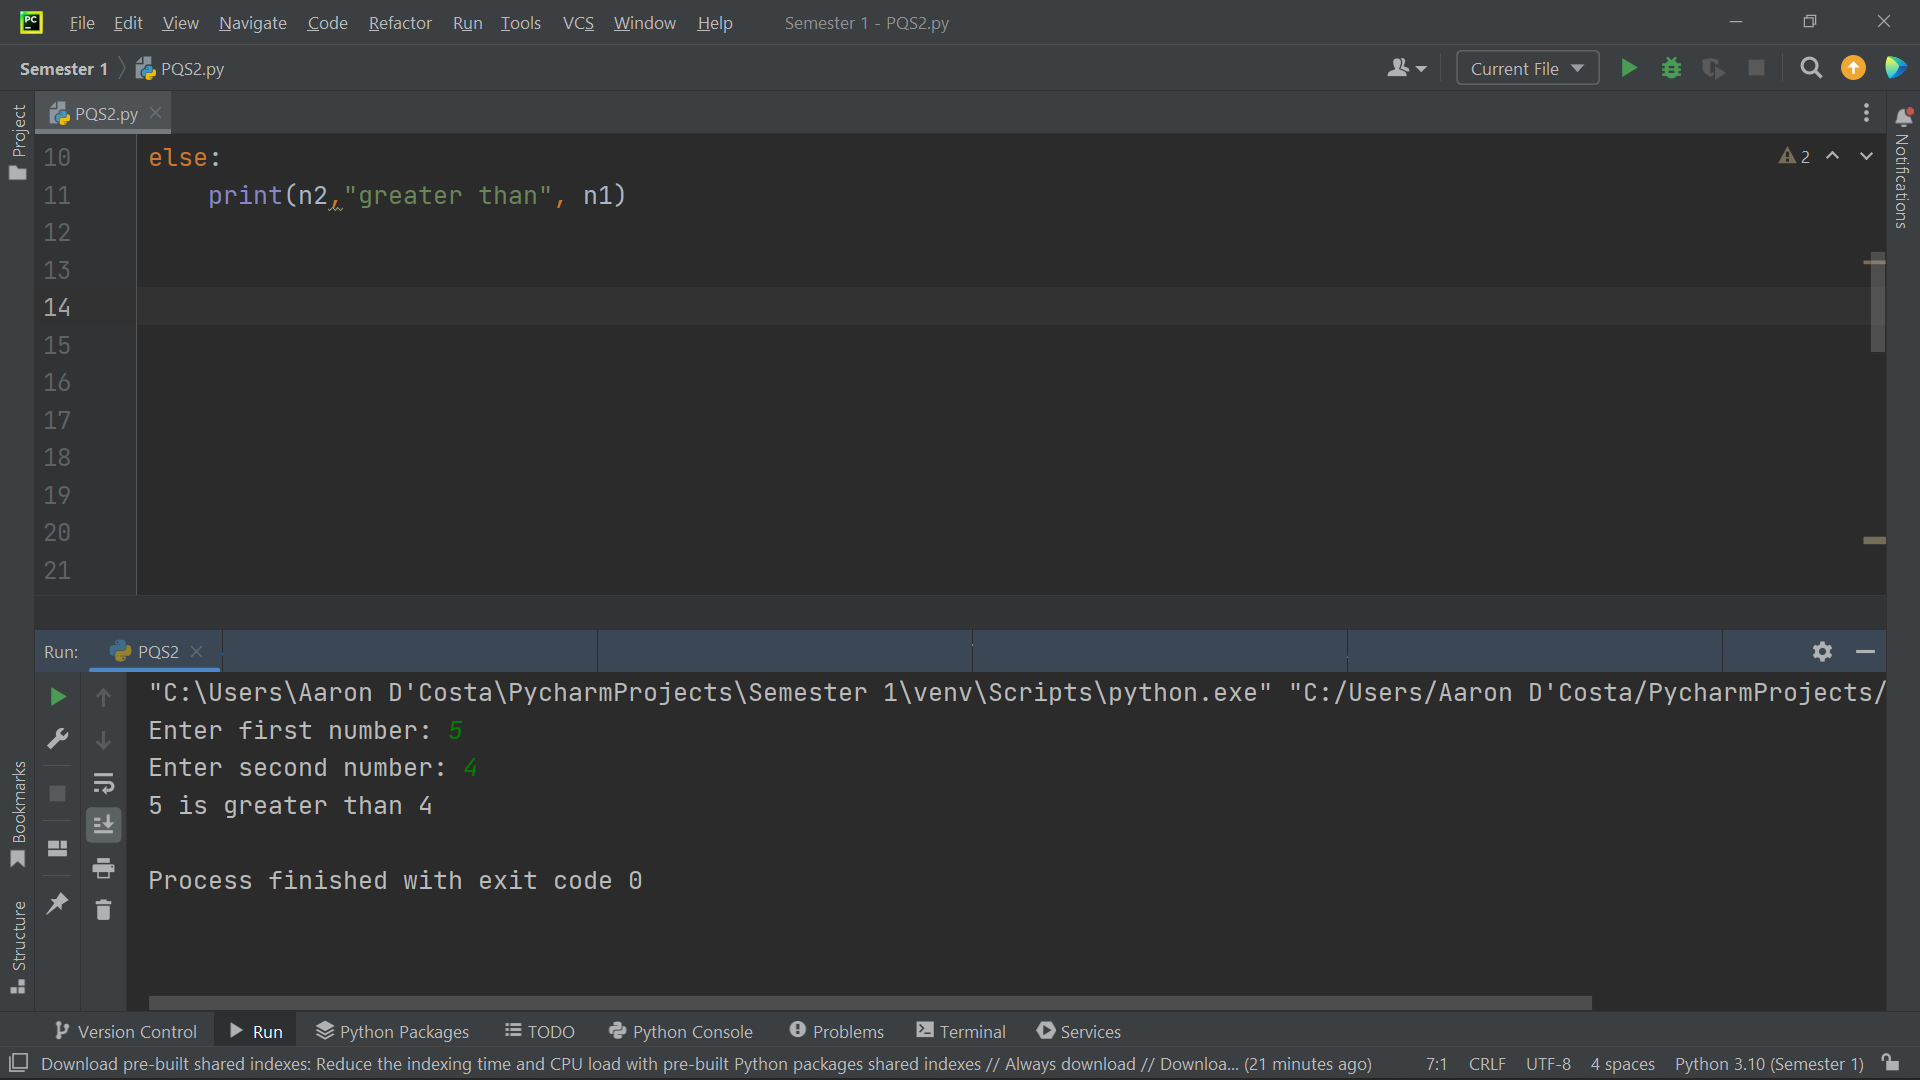 PC File Edit View Navigate Code Refactor Run Tools VCS Window Help Semester 1 - PQS2.py
Semester 1 PQS2.py Current File
PQS2.py
Project
Notifications
10 else:
2
11 print(n2,"greater than", n1)
12
13
14
15
16
17
18
19
20
21
Run: PQS2
"C:\Users\Aaron D'Costa\PycharmProjects\Semester 1\venv\Scripts\python.exe" "C:/Users/Aaron D'Costa/PycharmProjects/
Enter first number: 5
Enter second number: 4
5 is greater than 4
Process finished with exit code 0
Bookmarks
Structure
Version Control Run Python Packages TODO Python Console Problems Terminal Services
Download pre-built shared indexes: Reduce the indexing time and CPU load with pre-built Python packages shared indexes // Always download // Downloa... (21 minutes ago) 7:1 CRLF UTF-8 4 spaces Python 3.10 (Semester 1)